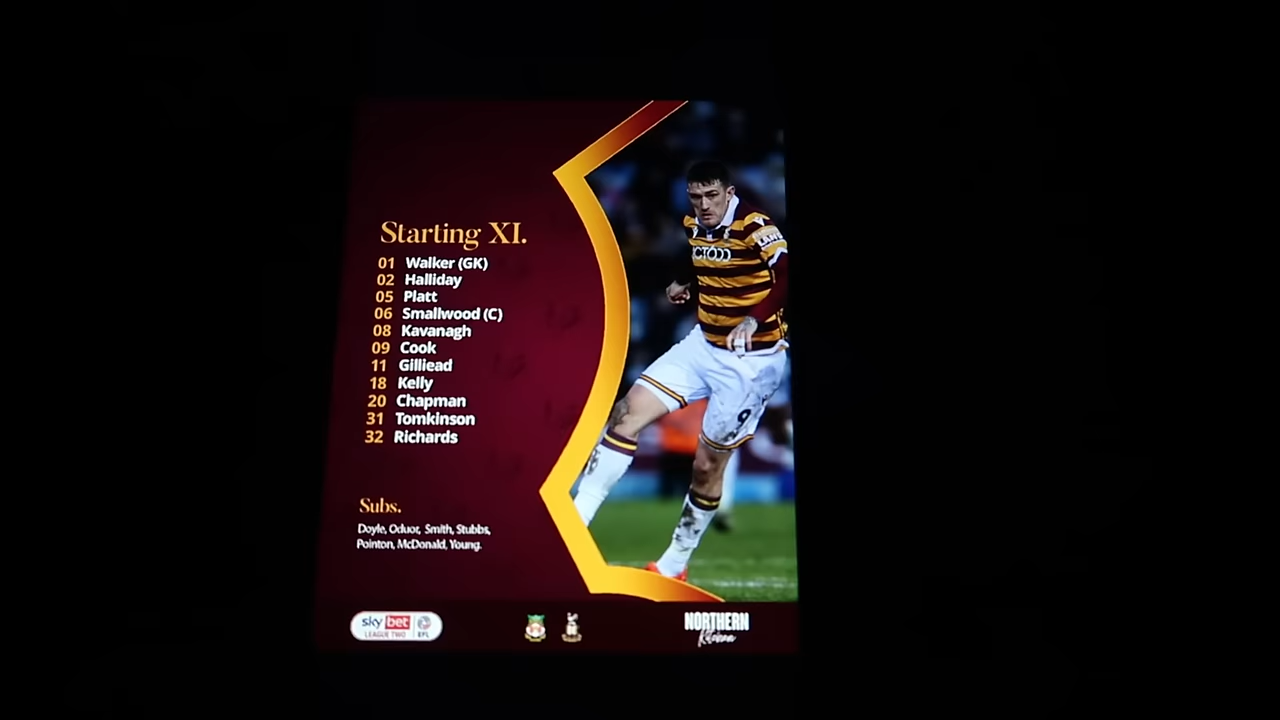 Starting XI.
01 Walker (GK)
02 Halliday
05 Platt
06 Smallwood (C)
08 Kavanagh
09 Cook
11 Gilliead
18 Kelly
20 Chapman
31 Tomkinson
32 Richards
Subs.
Doyle, Oduor, Smith, Stubbs,
Pointon, McDonald, Young.
sky bet
LEAGUE TWO EFL
NORTHERN
9